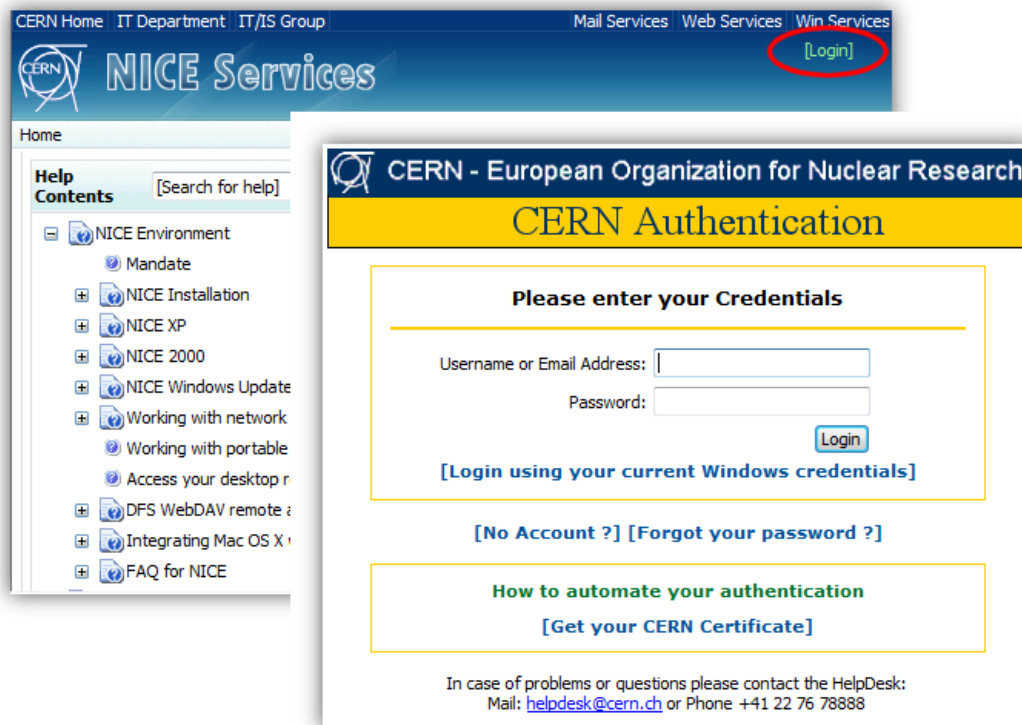 CERN Home IT Department IT/IS Group Mail Services Web Services Win Services
[Login]
CERN NICE Services
Home
Help
Contents
[Search for help]
NICE Environment
Mandate
NICE Installation
NICE XP
NICE 2000
NICE Windows Update
Working with network
Working with portable
Access your desktop
DFS WebDAV remote
Integrating Mac OS X
FAQ for NICE
CERN - European Organization for Nuclear Research
CERN Authentication
Please enter your Credentials
Username or Email Address:
Password:
Login
[Login using your current Windows credentials]
[No Account ?] [Forgot your password ?]
How to automate your authentication
[Get your CERN Certificate]
In case of problems or questions please contact the HelpDesk:
Mail: helpdesk@cern.ch or Phone +41 22 76 78888